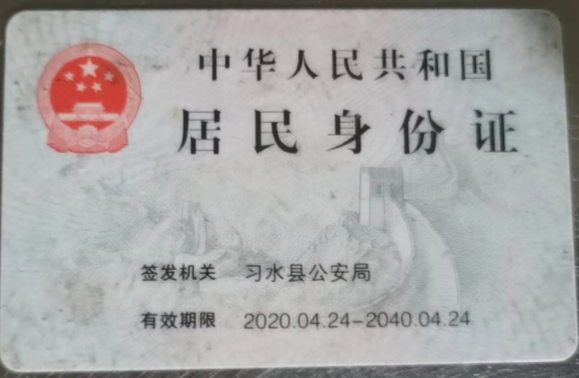 中华人民共和国
居民身份证
签发机关 习水县公安局
有效期限 2020.04.24-2040.04.24